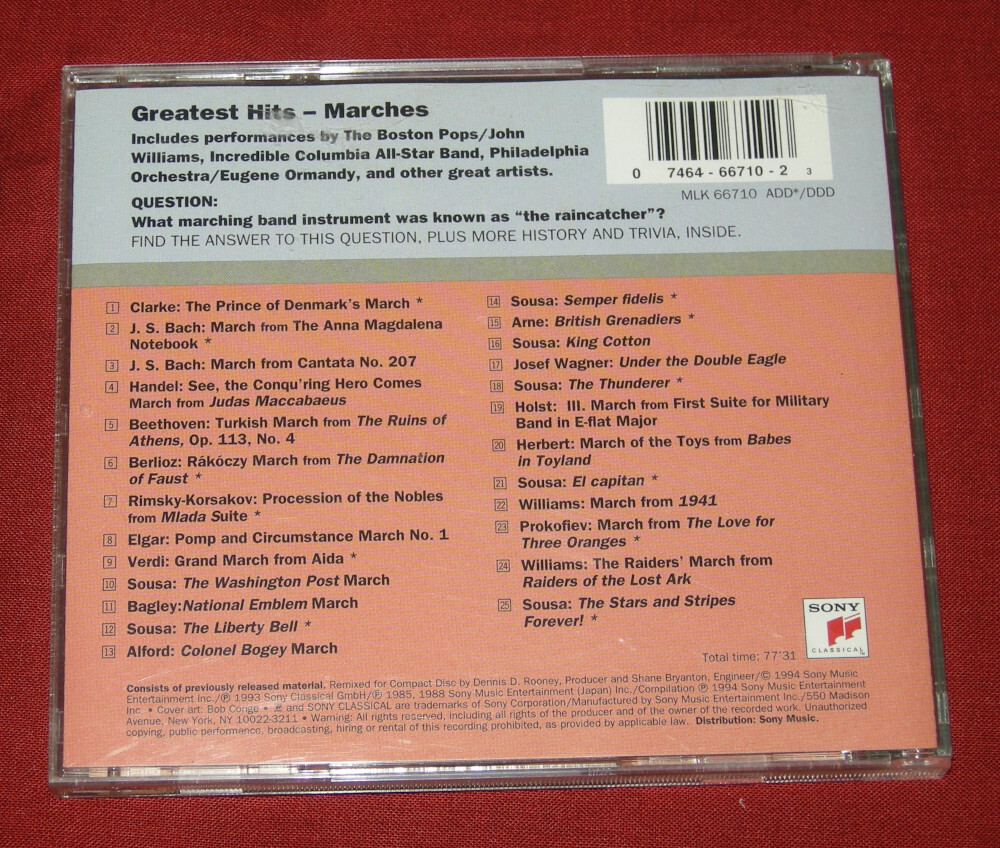 Greatest Hits – Marches
Includes performances by The Boston Pops/John
Williams, Incredible Columbia All-Star Band, Philadelphia
Orchestra/Eugene Ormandy, and other great artists.
QUESTION:
What marching band instrument was known as "the raincatcher"?
FIND THE ANSWER TO THIS QUESTION, PLUS MORE HISTORY AND TRIVIA, INSIDE.
0 7464 - 66710 - 2 3
MLK 66710 ADD*/DDD
1 Clarke: The Prince of Denmark's March *
2 J. S. Bach: March from The Anna Magdalena
Notebook *
3 J. S. Bach: March from Cantata No. 207
4 Handel: See, the Conqu'ring Hero Comes
March from Judas Maccabaeus
5 Beethoven: Turkish March from The Ruins of
Athens, Op. 113, No. 4
6 Berlioz: Rákóczy March from The Damnation
of Faust *
7 Rimsky-Korsakov: Procession of the Nobles
from Mlada Suite *
8 Elgar: Pomp and Circumstance March No. 1
9 Verdi: Grand March from Aida *
10 Sousa: The Washington Post March
11 Bagley:National Emblem March
12 Sousa: The Liberty Bell *
13 Alford: Colonel Bogey March
14 Sousa: Semper fidelis *
15 Arne: British Grenadiers *
16 Sousa: King Cotton
17 Josef Wagner: Under the Double Eagle
18 Sousa: The Thunderer *
19 Holst: III. March from First Suite for Military
Band in E-flat Major
20 Herbert: March of the Toys from Babes
in Toyland
21 Sousa: El capitan *
22 Williams: March from 1941
23 Prokofiev: March from The Love for
Three Oranges *
24 Williams: The Raiders' March from
Raiders of the Lost Ark
25 Sousa: The Stars and Stripes
Forever! *
SONY
CLASSICAL
Total time: 77'31
Consists of previously released material. Remixed for Compact Disc by Dennis D. Rooney, Producer and Shane Bryanton, Engineer/© 1994 Sony Music
Entertainment Inc./℗ 1993 Sony Classical GmbH/℗ 1985, 1988 Sony Music Entertainment (Japan) Inc./Compilation ℗ 1994 Sony Music Entertainment
Inc • Cover art: Bob Conge • and SONY CLASSICAL are trademarks of Sony Corporation/Manufactured by Sony Music Entertainment Inc./550 Madison
Avenue, New York, NY 10022-3211 • Warning: All rights reserved, including all rights of the producer and of the owner of the recorded work. Unauthorized
copying, public performance, broadcasting, hiring or rental of this recording prohibited, as provided by applicable law. Distribution: Sony Music.